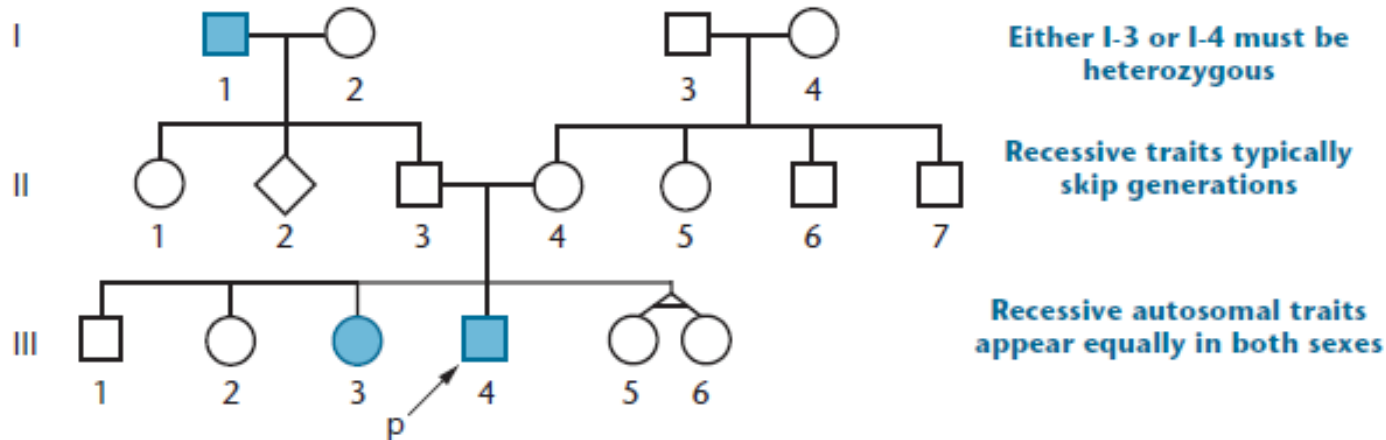 I
1 2 3 4
Either I-3 or I-4 must be
heterozygous
II
1 2 3 4 5 6 7
Recessive traits typically
skip generations
III
1 2 3 4 5 6
p
Recessive autosomal traits
appear equally in both sexes